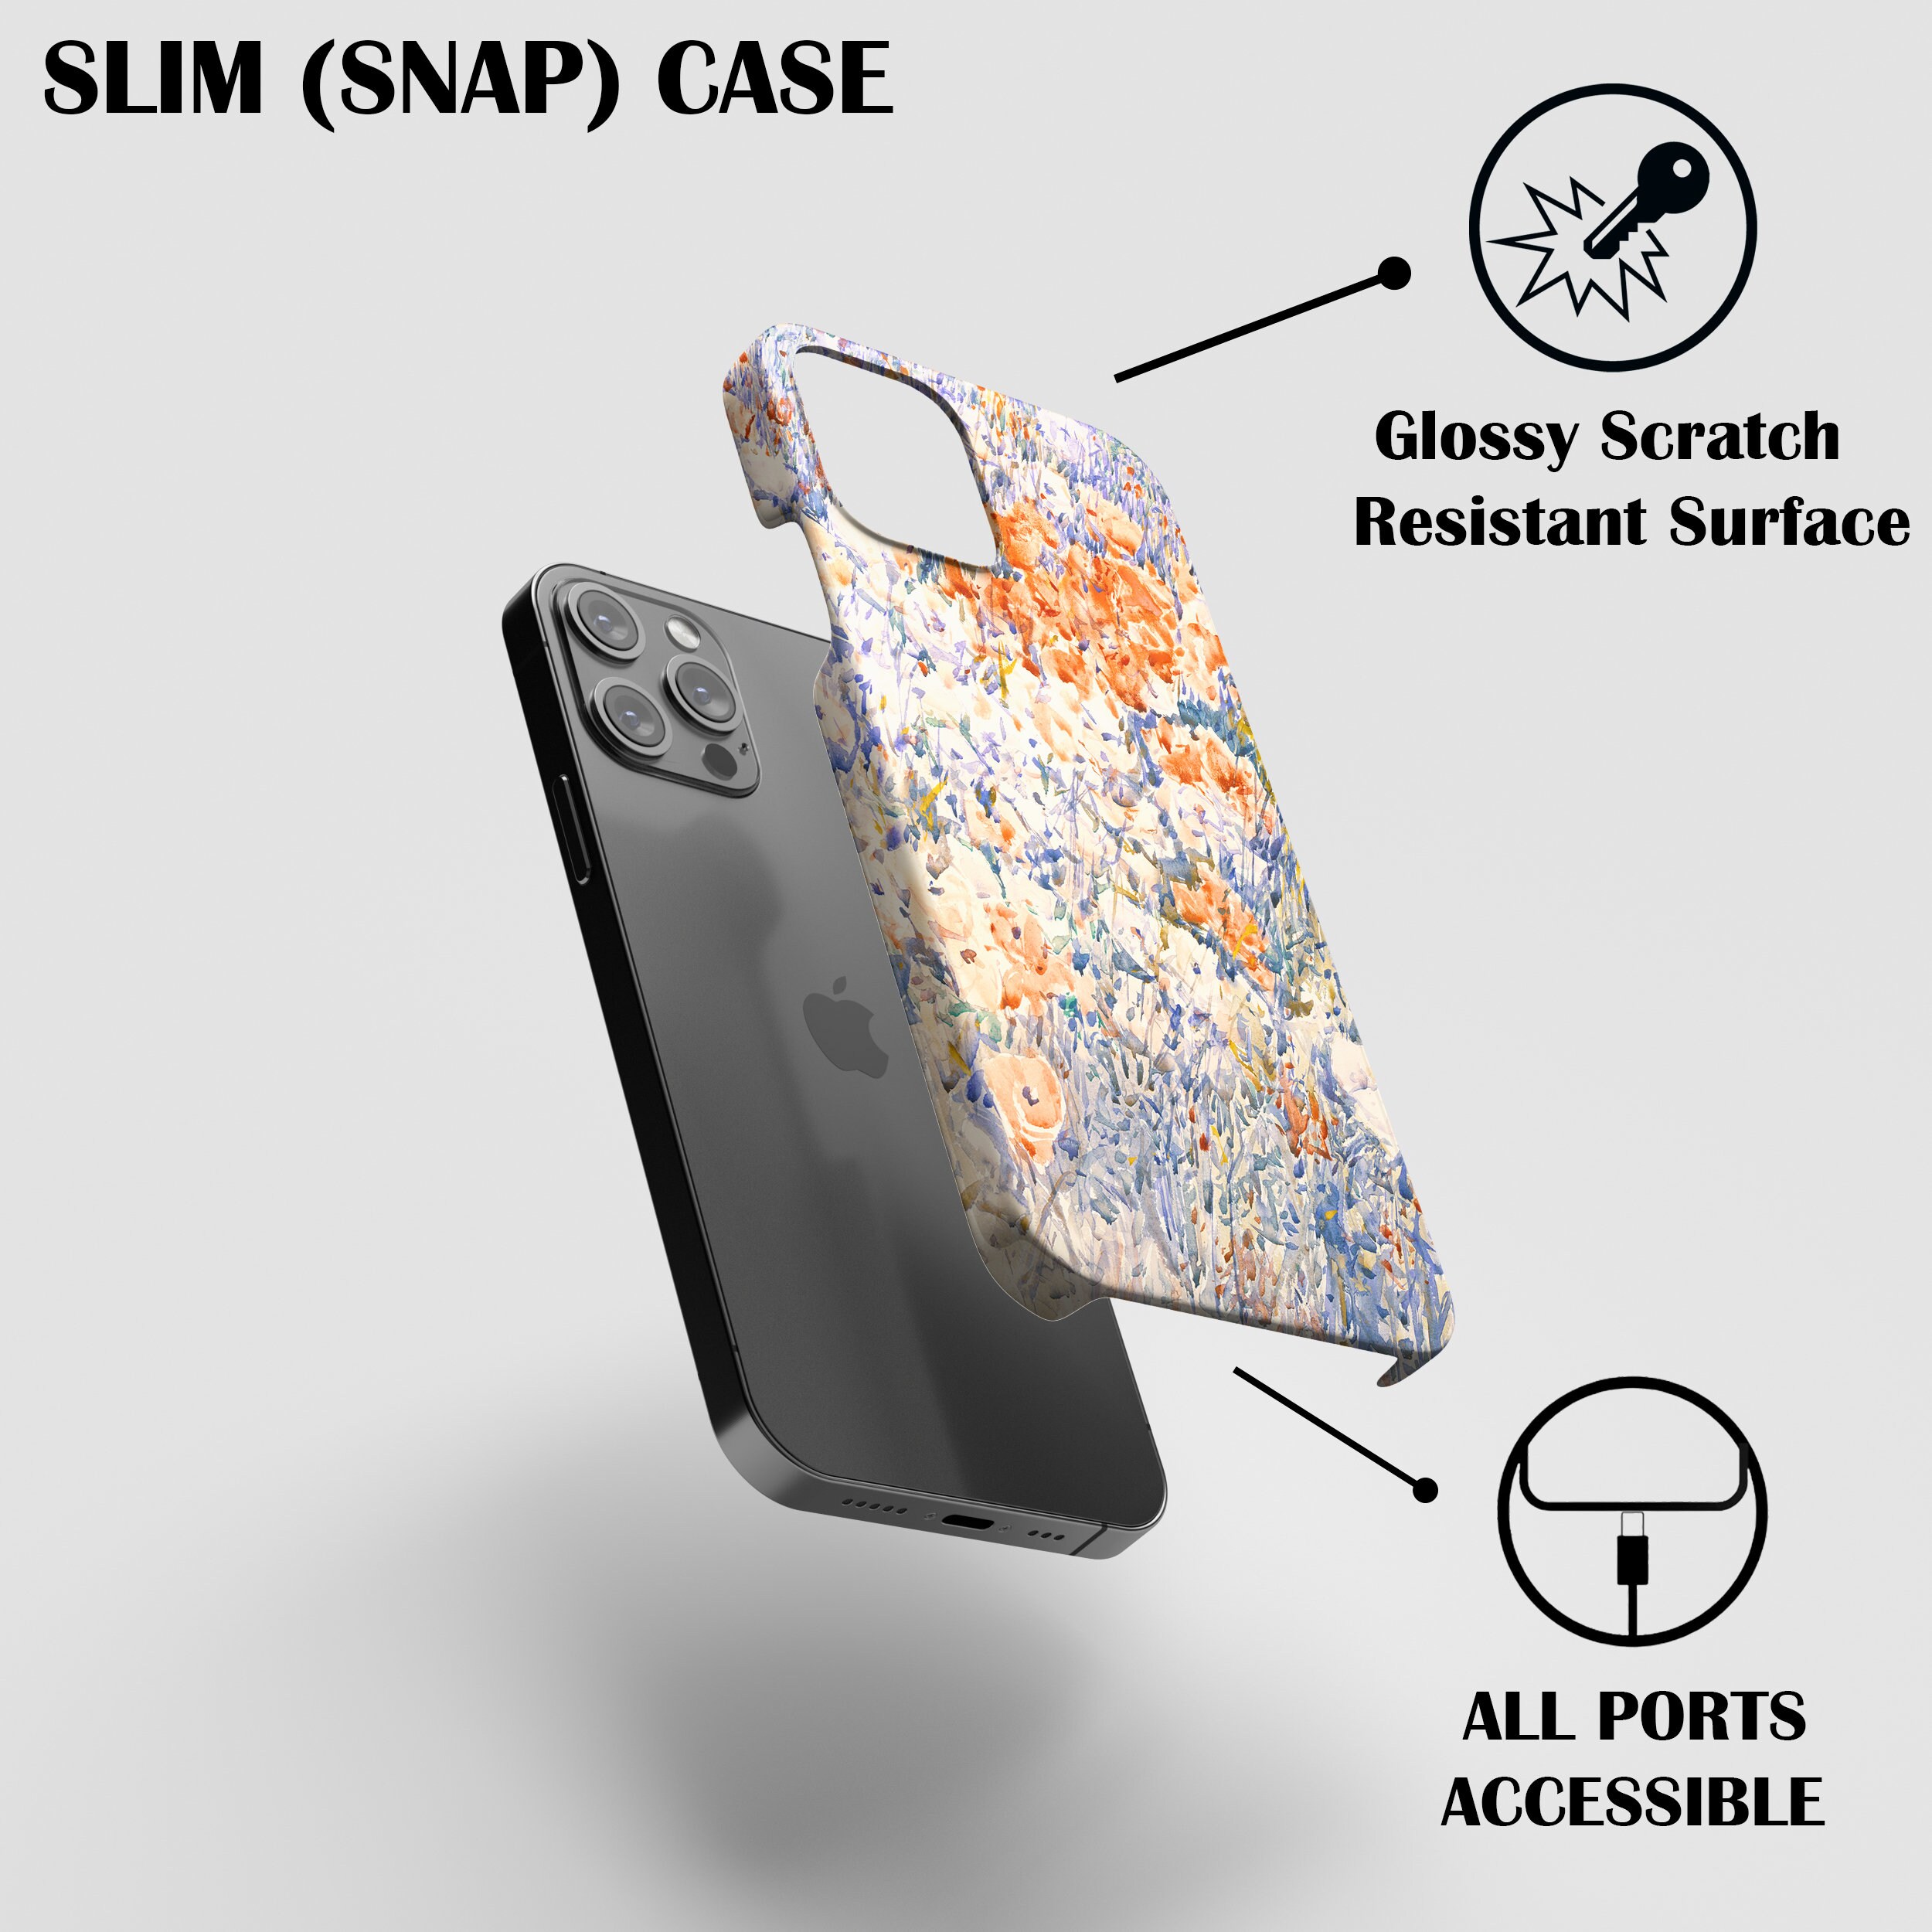 SLIM (SNAP) CASE
Glossy Scratch
Resistant Surface
ALL PORTS
ACCESSIBLE